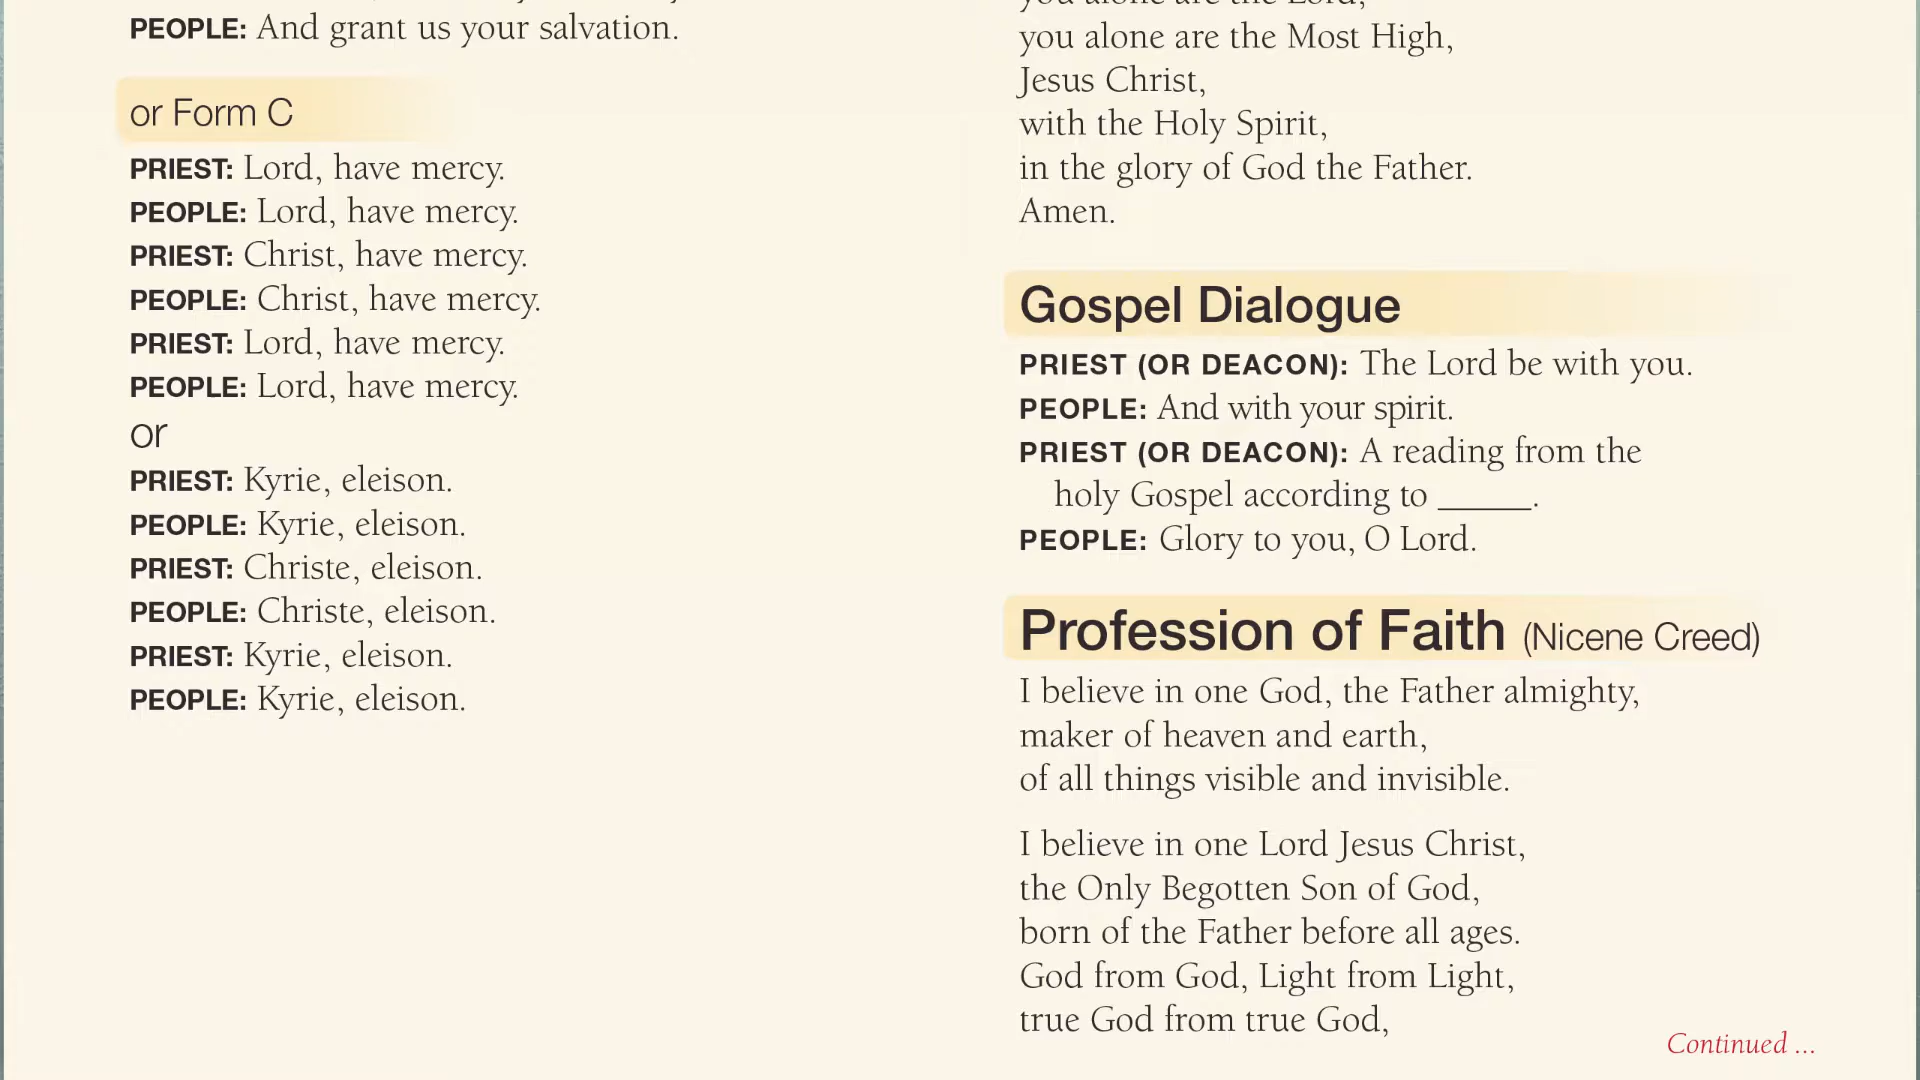 PEOPLE: And grant us your salvation.
or Form C
PRIEST: Lord, have mercy.
PEOPLE: Lord, have mercy.
PRIEST: Christ, have mercy.
PEOPLE: Christ, have mercy.
PRIEST: Lord, have mercy.
PEOPLE: Lord, have mercy.
or
PRIEST: Kyrie, eleison.
PEOPLE: Kyrie, eleison.
PRIEST: Christe, eleison.
PEOPLE: Christe, eleison.
PRIEST: Kyrie, eleison.
PEOPLE: Kyrie, eleison.
you alone are the Lord,
you alone are the Most High,
Jesus Christ,
with the Holy Spirit,
in the glory of God the Father.
Amen.
Gospel Dialogue
PRIEST (OR DEACON): The Lord be with you.
PEOPLE: And with your spirit.
PRIEST (OR DEACON): A reading from the
holy Gospel according to _____.
PEOPLE: Glory to you, O Lord.
Profession of Faith (Nicene Creed)
I believe in one God, the Father almighty,
maker of heaven and earth,
of all things visible and invisible.
I believe in one Lord Jesus Christ,
the Only Begotten Son of God,
born of the Father before all ages.
God from God, Light from Light,
true God from true God,
Continued ...